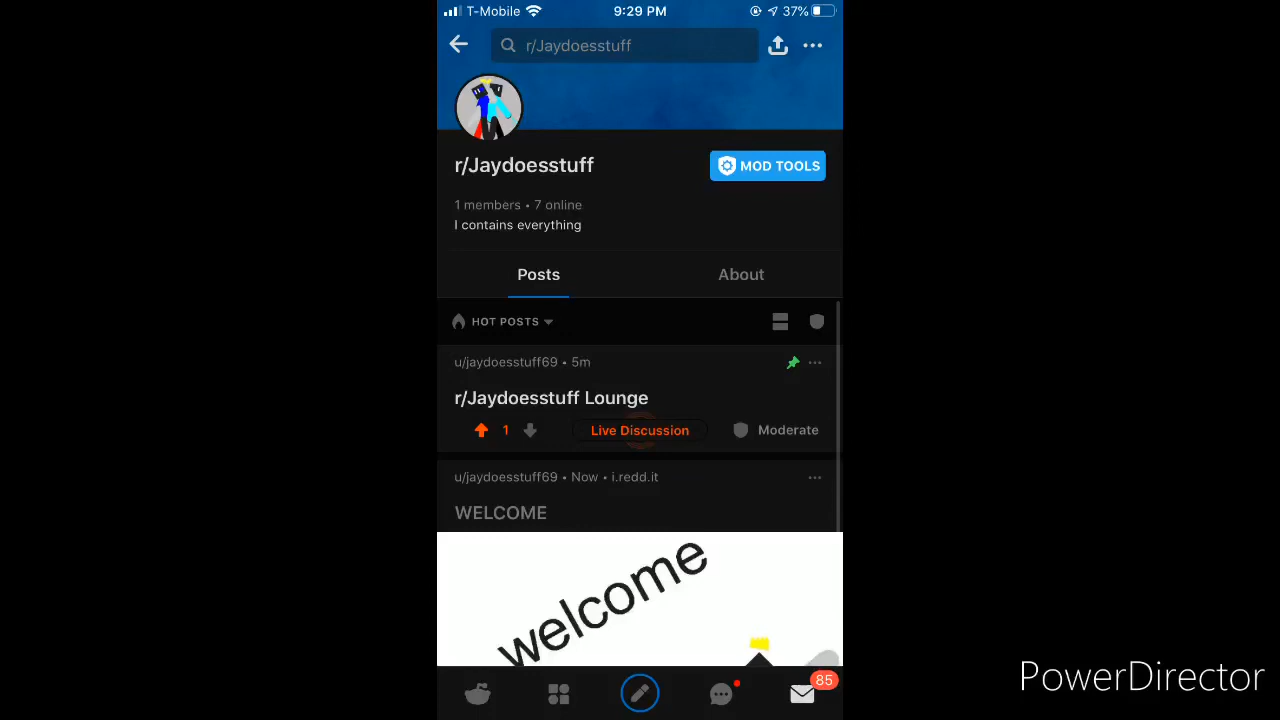 T-Mobile 9:29 PM 37%
r/Jaydoesstuff
r/Jaydoesstuff
MOD TOOLS
1 members • 7 online
I contains everything
Posts About
HOT POSTS
u/jaydoesstuff69 • 5m
r/Jaydoesstuff Lounge
1 Live Discussion Moderate
u/jaydoesstuff69 • Now • i.redd.it
WELCOME
welcome
85
PowerDirector